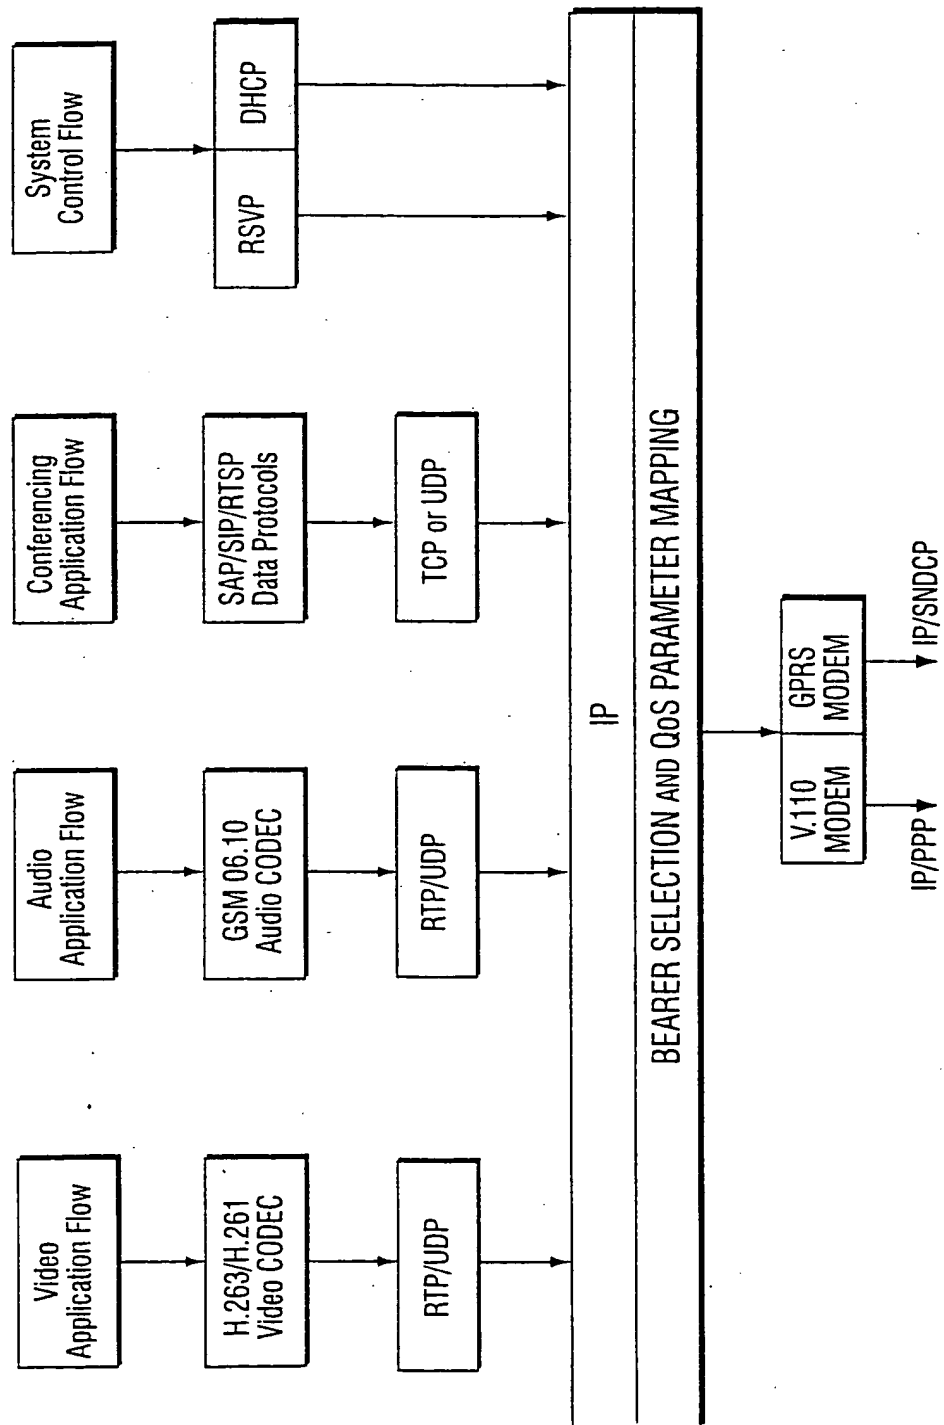 Video
Application Flow
H.263/H.261
Video CODEC
RTP/UDP
Audio
Application Flow
GSM 06.10
Audio CODEC
RTP/UDP
Conferencing
Application Flow
SAP/SIP/RTSP
Data Protocols
TCP or UDP
System
Control Flow
RSVP
DHCP
IP
BEARER SELECTION AND QoS PARAMETER MAPPING
V.110
MODEM
GPRS
MODEM
IP/PPP
IP/SNDCP